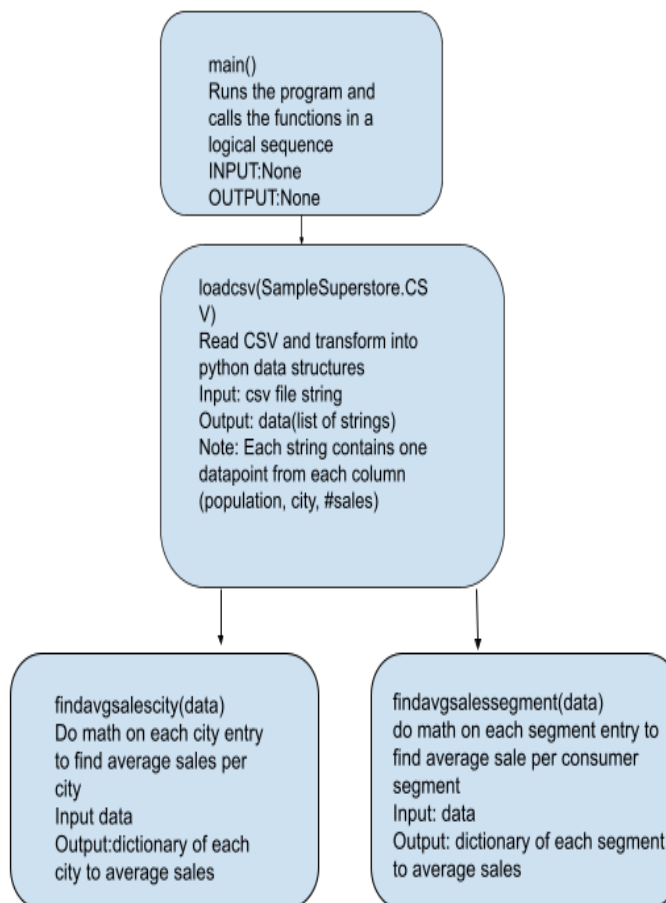 main()
Runs the program and
calls the functions in a
logical sequence
INPUT:None
OUTPUT:None
loadcsv(SampleSuperstore.CS
V)
Read CSV and transform into
python data structures
Input: csv file string
Output: data(list of strings)
Note: Each string contains one
datapoint from each column
(population, city, #sales)
findavgsalescity(data)
Do math on each city entry
to find average sales per
city
Input data
Output:dictionary of each
city to average sales
findavgsalessegment(data)
do math on each segment entry to
find average sale per consumer
segment
Input: data
Output: dictionary of each segment
to average sales